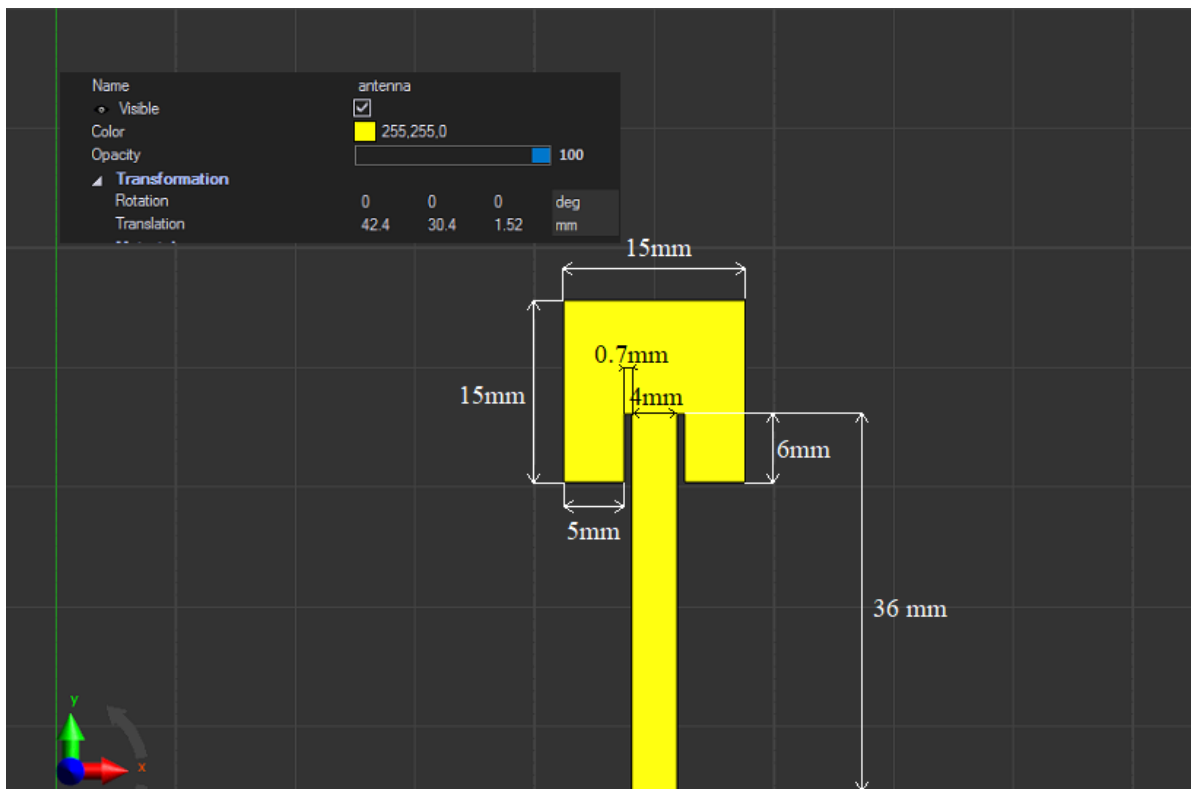 Name antenna
Visible
Color 255,255,0
Opacity 100
Transformation
Rotation 0 0 0 deg
Translation 42.4 30.4 1.52 mm
15mm
0.7mm
15mm
4mm
6mm
5mm
36 mm
y
x